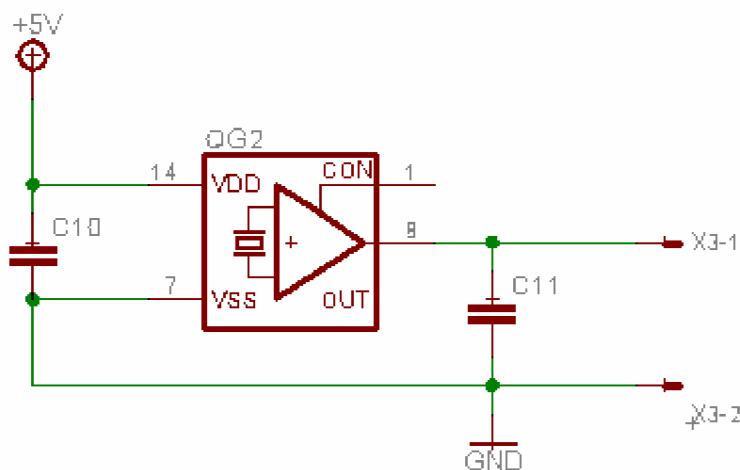 +5V
QG2
14
CON
1
VDD
C10
8
X3-1
7
VSS
OUT
C11
X3-2
GND